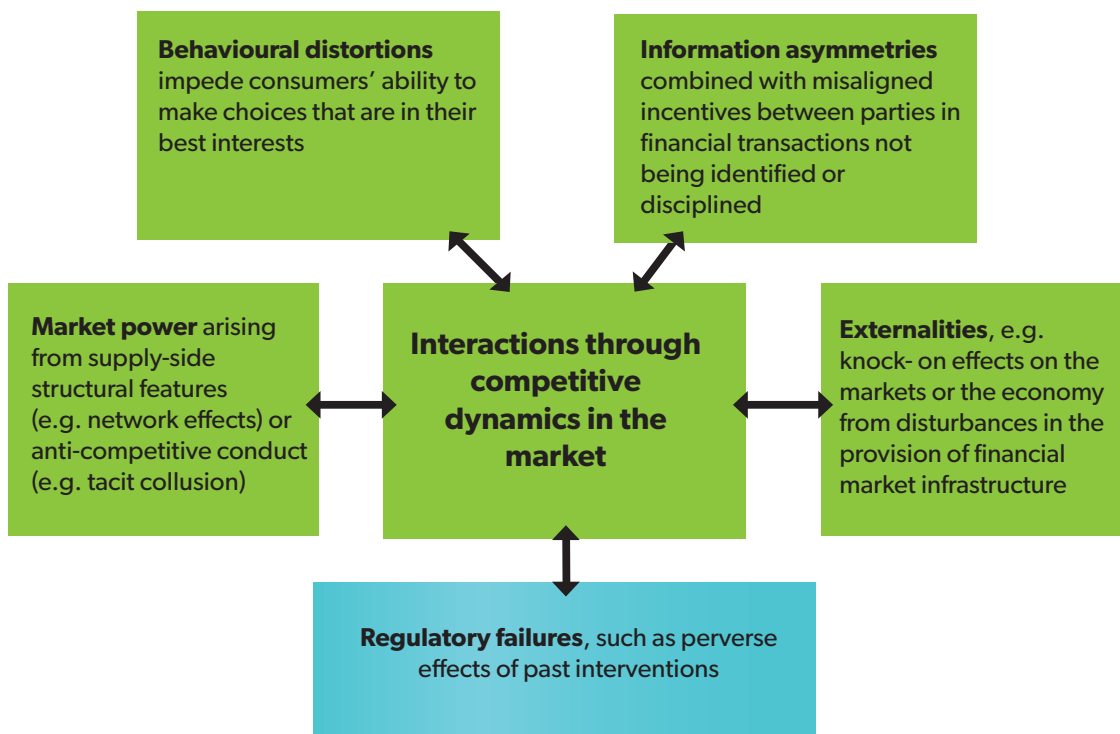 Behavioural distortions
impede consumers’ ability to
make choices that are in their
best interests
Information asymmetries
combined with misaligned
incentives between parties in
financial transactions not
being identified or
disciplined
Market power arising
from supply-side
structural features
(e.g. network effects) or
anti-competitive conduct
(e.g. tacit collusion)
Interactions through
competitive
dynamics in the
market
Externalities, e.g.
knock- on effects on the
markets or the economy
from disturbances in the
provision of financial
market infrastructure
Regulatory failures, such as perverse
effects of past interventions